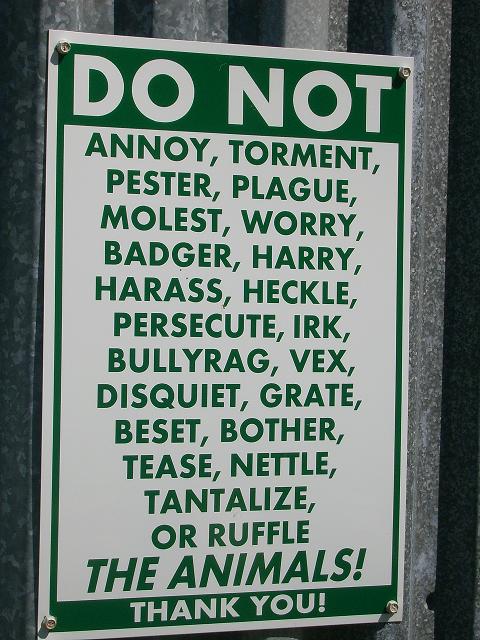 DO NOT
ANNOY, TORMENT,
PESTER, PLAGUE,
MOLEST, WORRY,
BADGER, HARRY,
HARASS, HECKLE,
PERSECUTE, IRK,
BULLYRAG, VEX,
DISQUIET, GRATE,
BESET, BOTHER,
TEASE, NETTLE,
TANTALIZE,
OR RUFFLE
THE ANIMALS!
THANK YOU!